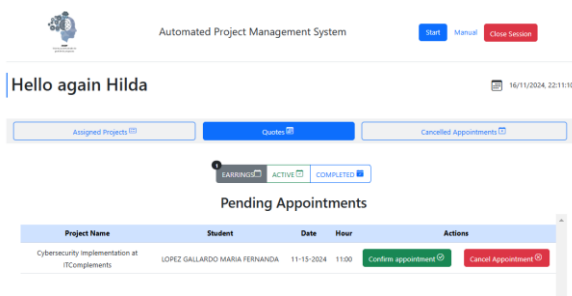 Automated Project Management System
Start
Manual
Close Session
Hello again Hilda
16/11/2024, 22:11:10
Assigned Projects
Quotes
Cancelled Appointments
1
EARRINGS
ACTIVE
COMPLETED
Pending Appointments
Project Name Student Date Hour Actions
Cybersecurity implementation at
ITComplements
LOPEZ GALLARDO MARIA FERNANDA 11-15-2024 11:00 Confirm appointment Cancel Appointment